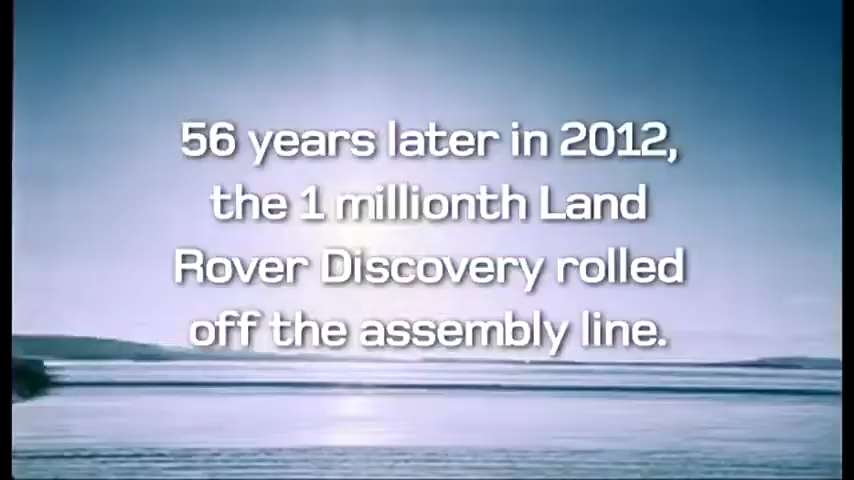 56 years later in 2012,
the 1 millionth Land
Rover Discovery rolled
off the assembly line.